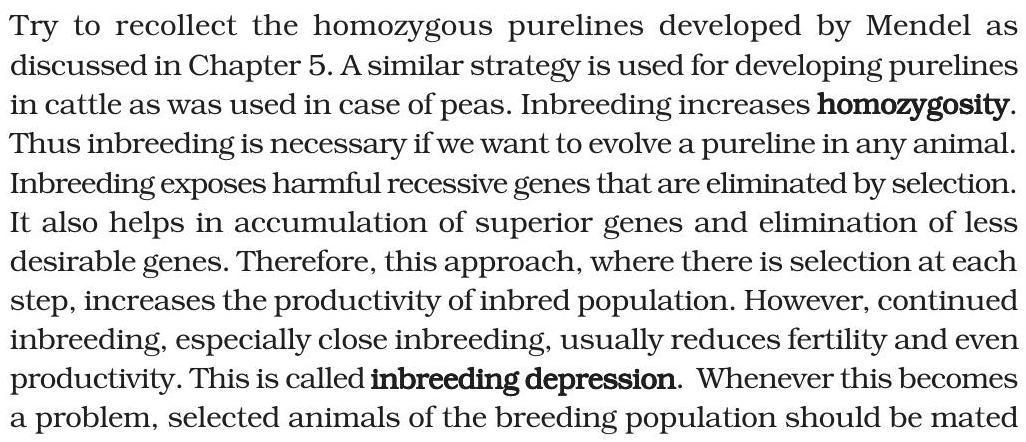 Try to recollect the homozygous purelines developed by Mendel as
discussed in Chapter 5. A similar strategy is used for developing purelines
in cattle as was used in case of peas. Inbreeding increases homozygosity.
Thus inbreeding is necessary if we want to evolve a pureline in any animal.
Inbreeding exposes harmful recessive genes that are eliminated by selection.
It also helps in accumulation of superior genes and elimination of less
desirable genes. Therefore, this approach, where there is selection at each
step, increases the productivity of inbred population. However, continued
inbreeding, especially close inbreeding, usually reduces fertility and even
productivity. This is called inbreeding depression. Whenever this becomes
a problem, selected animals of the breeding population should be mated